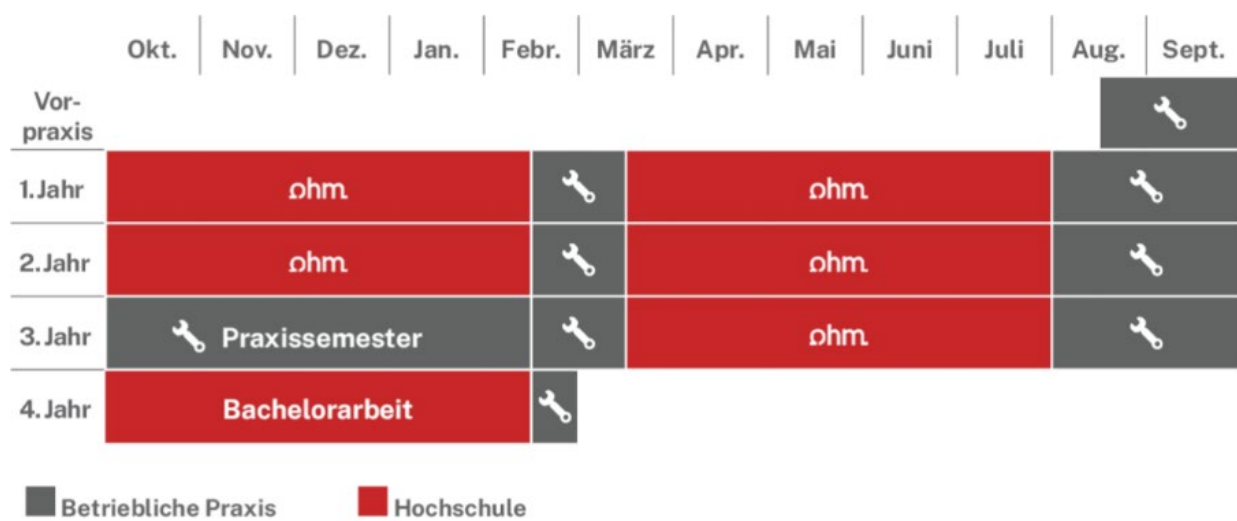 Okt. Nov. Dez. Jan. Febr. März Apr. Mai Juni Juli Aug. Sept.
Vor-
praxis
1. Jahr ohm ohm
2. Jahr ohm ohm
3. Jahr Praxissemester ohm
4. Jahr Bachelorarbeit
Betriebliche Praxis Hochschule